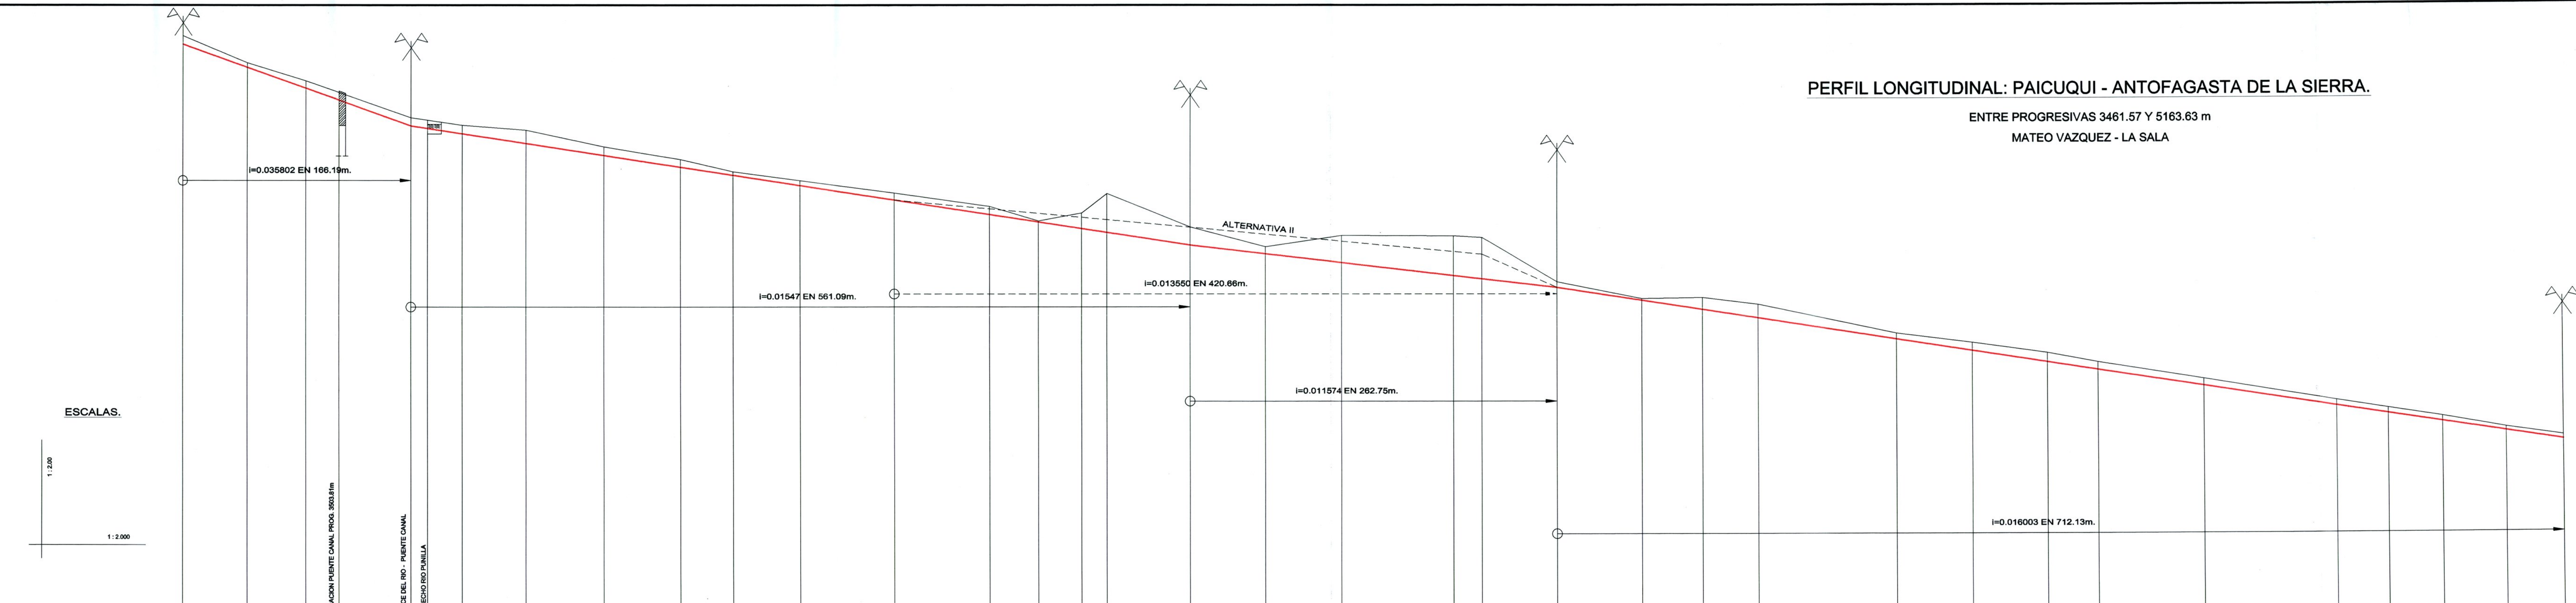 PERFIL LONGITUDINAL: PAICUQUI - ANTOFAGASTA DE LA SIERRA.
ENTRE PROGRESIVAS 3461.57 Y 5163.63 m
MATEO VAZQUEZ - LA SALA
i=0.035802 EN 166.19m.
ALTERNATIVA II
i=0.013550 EN 420.66m.
i=0.01547 EN 561.09m.
i=0.011574 EN 262.75m.
i=0.016003 EN 712.13m.
ESCALAS.
1 : 2.00
1 : 2.000
ACION PUENTE CANAL PROG. 3503.61m
CE DEL RIO - PUENTE CANAL
ECHO RIO PUNILLA